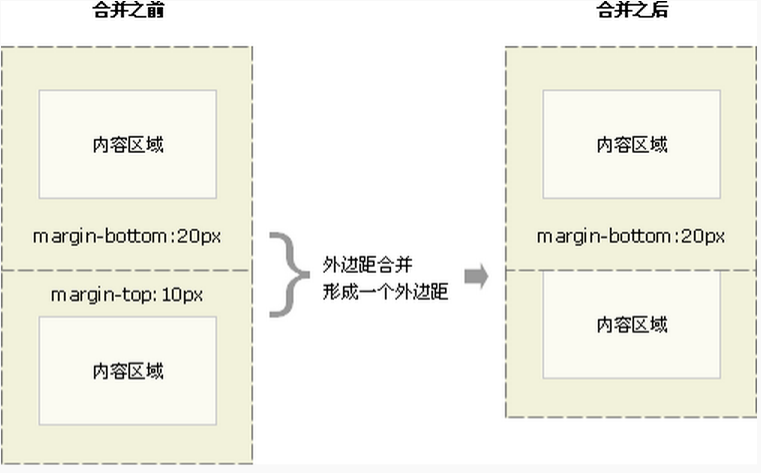 合并之前
合并之后
内容区域
内容区域
margin-bottom:20px
margin-bottom:20px
外边距合并
形成一个外边距
margin-top: 10px
内容区域
内容区域